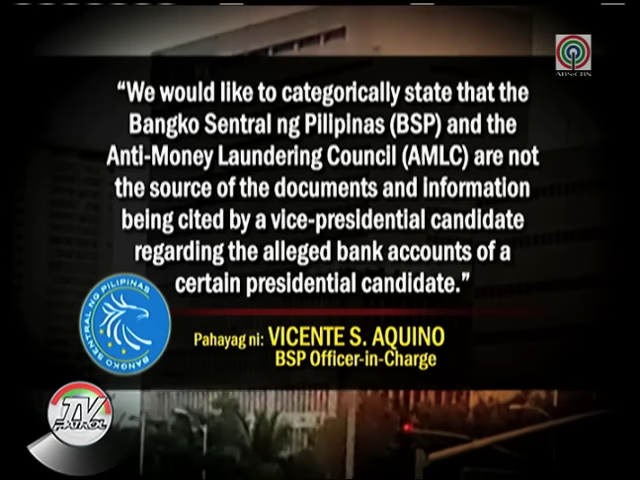 ABS-CBN
“We would like to categorically state that the
Bangko Sentral ng Pilipinas (BSP) and the
Anti-Money Laundering Council (AMLC) are not
the source of the documents and information
being cited by a vice-presidential candidate
regarding the alleged bank accounts of a
certain presidential candidate.”
BANGKO SENTRAL NG PILIPINAS
Pahayag ni: VICENTE S. AQUINO
BSP Officer-in-Charge
TV
PATROL